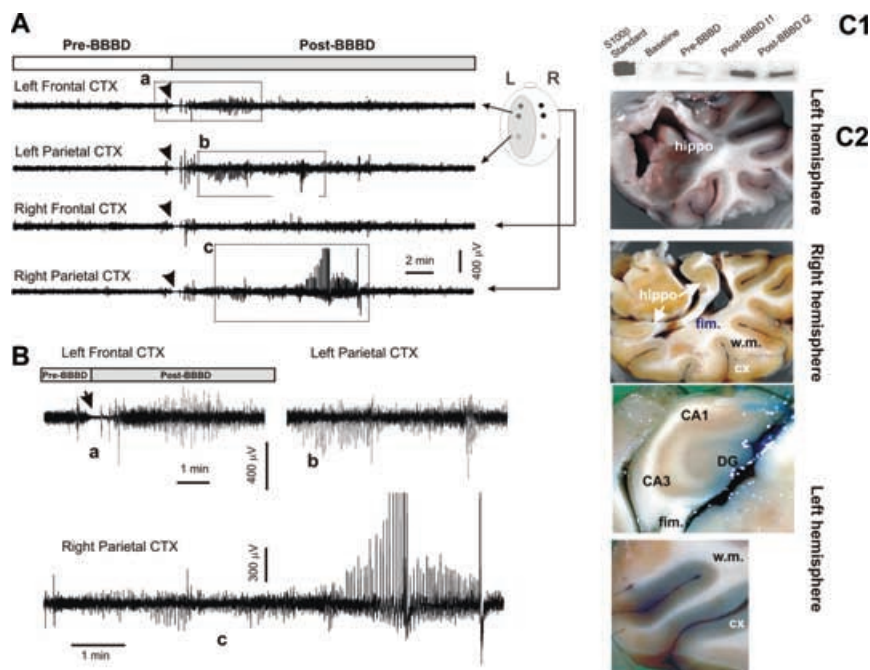 A
Pre-BBBD Post-BBBD
a
Left Frontal CTX
L R
b
Left Parietal CTX
Right Frontal CTX
c
Right Parietal CTX
2 min
400 µV
B
Left Frontal CTX
Left Parietal CTX
Pre-BBBD Post-BBBD
a
1 min
400 µV
b
Right Parietal CTX
300 µV
1 min
c
C1
S100β
Standard
Baseline
Pre-BBBD
Post-BBBD t1
Post-BBBD t2
C2
Left hemisphere
hippo
Right hemisphere
hippo
fim.
w.m.
cx
Left hemisphere
CA1
DG
CA3
fim.
w.m.
cx